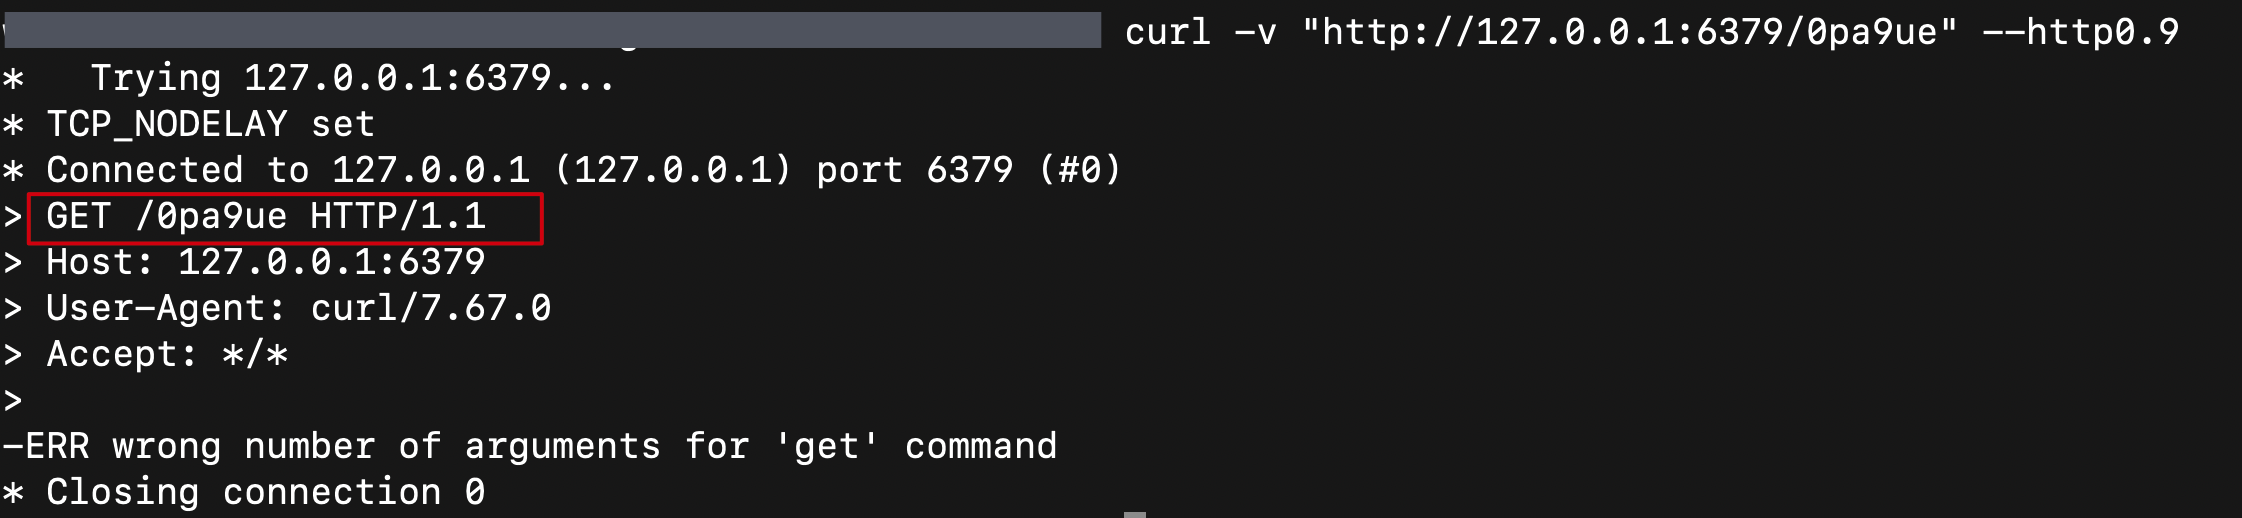 curl -v "http://127.0.0.1:6379/0pa9ue" --http0.9
*   Trying 127.0.0.1:6379...
* TCP_NODELAY set
* Connected to 127.0.0.1 (127.0.0.1) port 6379 (#0)
> GET /0pa9ue HTTP/1.1
> Host: 127.0.0.1:6379
> User-Agent: curl/7.67.0
> Accept: */*
>
-ERR wrong number of arguments for 'get' command
* Closing connection 0